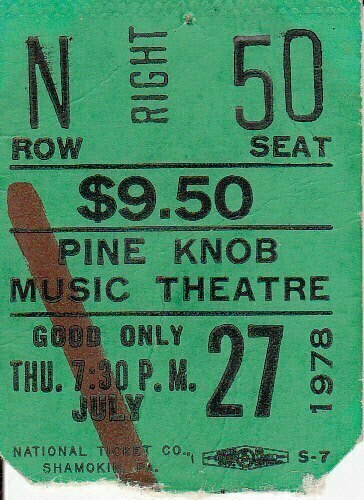 N RIGHT 50
ROW SEAT
$9.50
PINE KNOB
MUSIC THEATRE
GOOD ONLY
THU. 7:30 P.M.
JULY 27 1978
NATIONAL TICKET CO.,
SHAMOKIN, PA. S-7